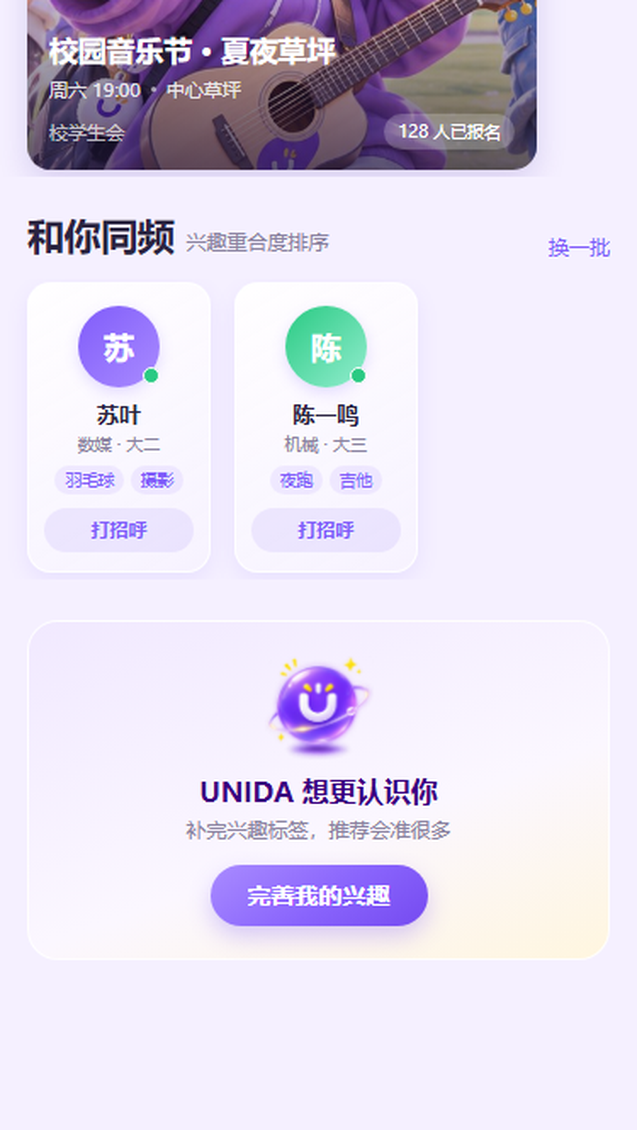 校园音乐节 • 夏夜草坪
周六 19:00 • 中心草坪
校学生会
128 人已报名
和你同频 兴趣重合度排序
换一批
苏
苏叶
数媒 · 大二
羽毛球 摄影
打招呼
陈
陈一鸣
机械 · 大三
夜跑 吉他
打招呼
U
UNIDA 想更认识你
补完兴趣标签，推荐会准很多
完善我的兴趣